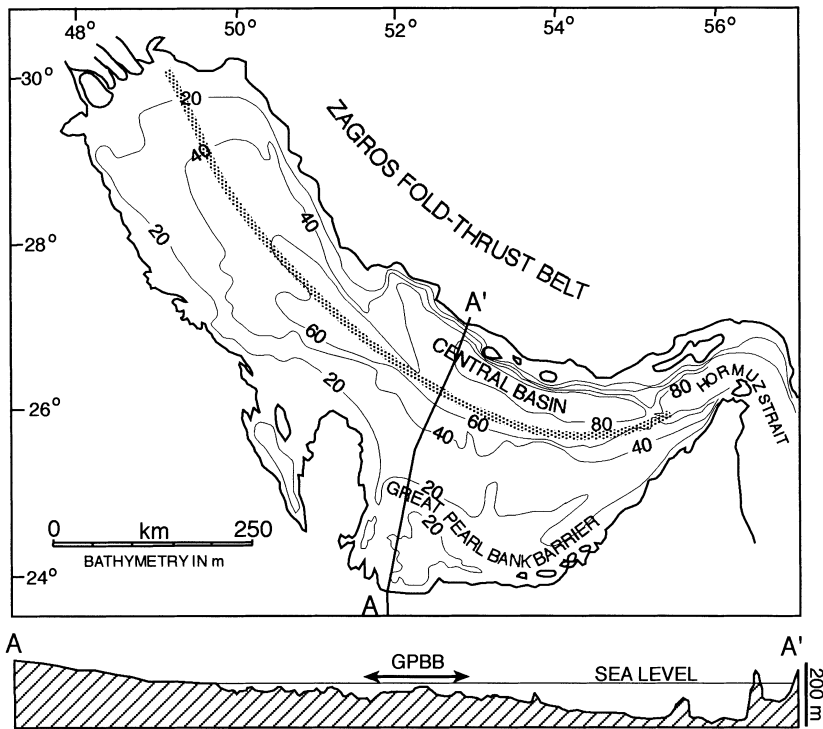 48° 50° 52° 54° 56°
30°
28°
26°
24°
ZAGROS FOLD-THRUST BELT
20
40
40
20
60
20
A'
CENTRAL BASIN
80
80
60
40
40
HORMUZ STRAIT
20
20
GREAT PEARL BANK BARRIER
0 km 250
BATHYMETRY IN m
A
A A'
GPBB
SEA LEVEL
200 m